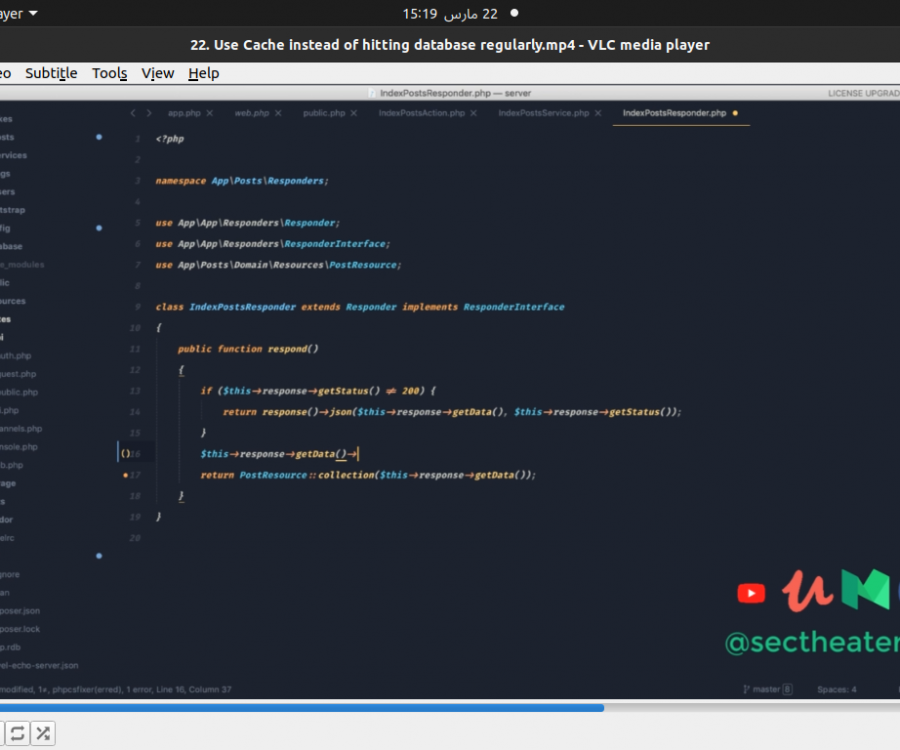 ayer
22 مارس 15:19
22. Use Cache instead of hitting database regularly.mp4 - VLC media player
eo Subtitle Tools View Help
IndexPostsResponder.php — server
LICENSE UPGRAD
app.php × web.php × public.php × IndexPostsAction.php × IndexPostsService.php × IndexPostsResponder.php
kes
osts
ervices
gs
sers
otstrap
fig
abase
e_modules
lic
ources
tes
i
uth.php
uest.php
ublic.php
i.php
annels.php
nsole.php
b.php
rage
s
dor
elrc
gnore
an
poser.json
poser.lock
p.rdb
vel-echo-server.json
1 <?php
2
3 namespace App\Posts\Responders;
4
5 use App\App\Responders\Responder;
6 use App\App\Responders\ResponderInterface;
7 use App\Posts\Domain\Resources\PostResource;
8
9 class IndexPostsResponder extends Responder implements ResponderInterface
10 {
11 public function respond()
12 {
13 if ($this→response→getStatus() ≠ 200) {
14 return response()→json($this→response→getData(), $this→response→getStatus());
15 }
()16 $this→response→getData()→
17 return PostResource::collection($this→response→getData());
18 }
19 }
20
@sectheater
modified, 1≠, phpcsfixer(erred), 1 error, Line 16, Column 37
master 8 Spaces: 4